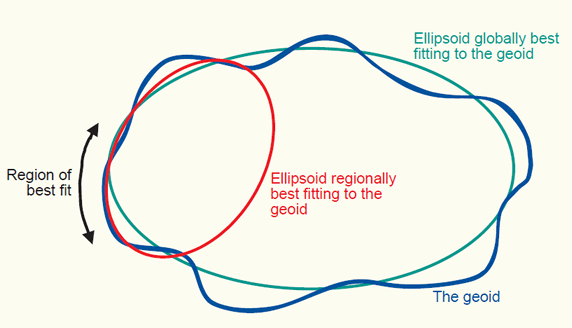 Ellipsoid globally best
fitting to the geoid
Region of
best fit
Ellipsoid regionally
best fitting to the
geoid
The geoid